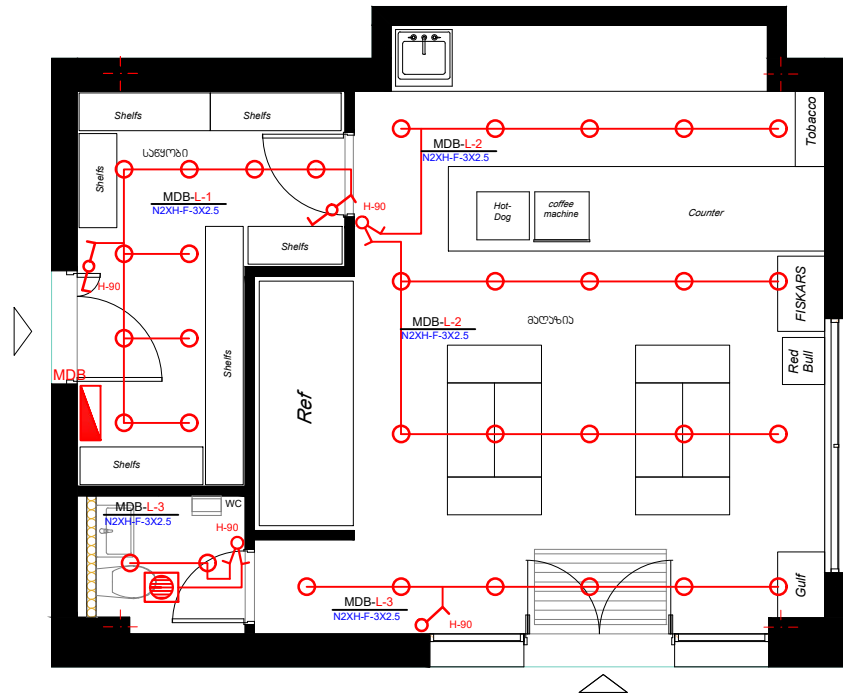 Shelfs
Shelfs
Tobacco
საწყობი
Shelfs
MDB-L-1
N2XH-F-3X2.5
H-90
MDB-L-2
N2XH-F-3X2.5
H-90
Hot-
Dog
coffee
machine
Counter
Shelfs
H-90
FISKARS
MDB-L-2
N2XH-F-3X2.5
მაღაზია
Red
Bull
MDB
Shelfs
Ref
Shelfs
MDB-L-3
N2XH-F-3X2.5
WC
H-90
MDB-L-3
N2XH-F-3X2.5
H-90
Gulf